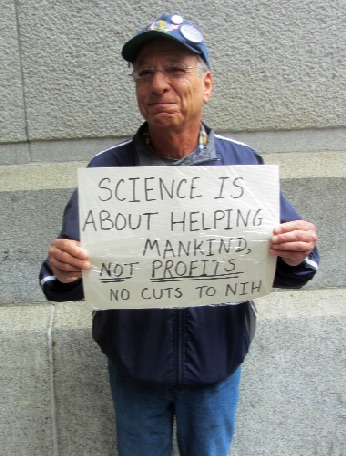 SCIENCE IS
ABOUT HELPING
MANKIND,
NOT PROFITS
NO CUTS TO NIH